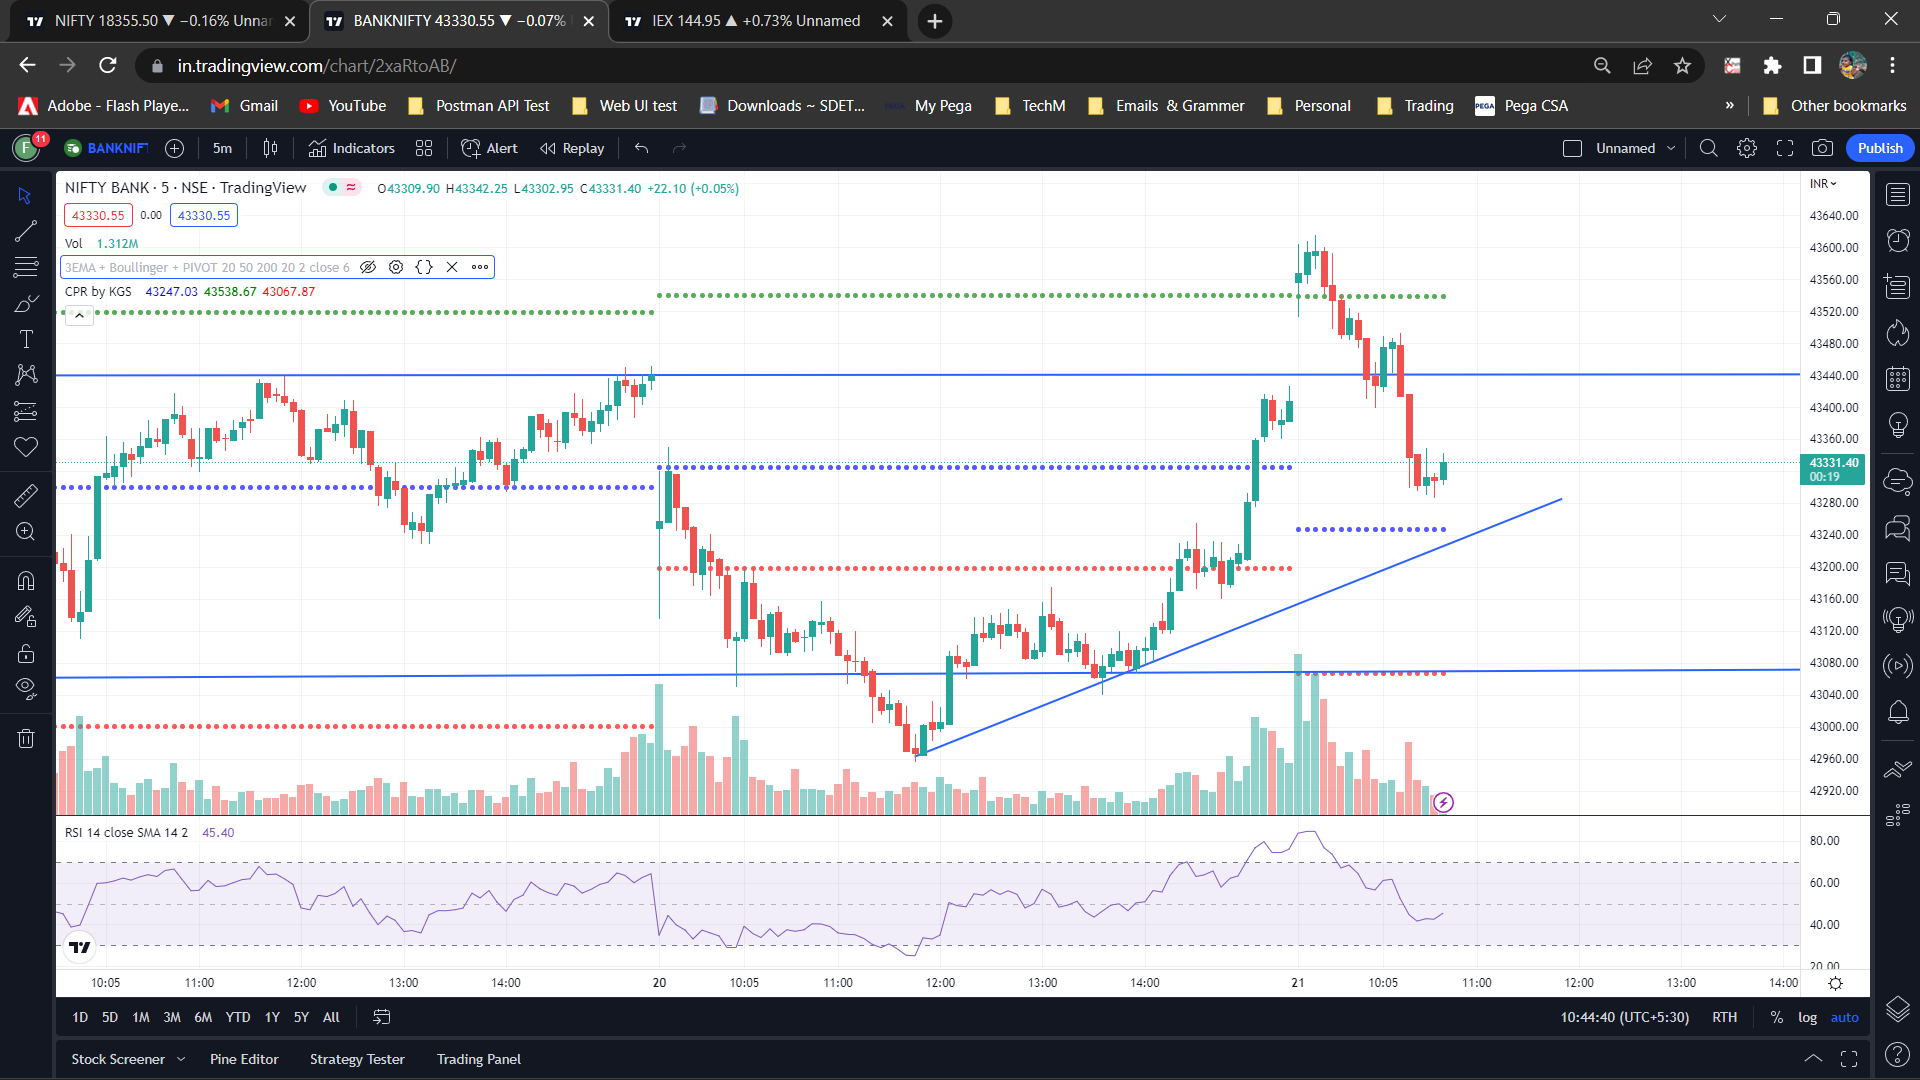 NIFTY 18355.50 ▼ −0.16% Unnar
BANKNIFTY 43330.55 ▼ −0.07%
IEX 144.95 ▲ +0.73% Unnamed
in.tradingview.com/chart/2xaRtoAB/
Adobe - Flash Playe...
Gmail
YouTube
Postman API Test
Web UI test
Downloads ~ SDET...
PEGA My Pega
TechM
Emails & Grammer
Personal
Trading
PEGA Pega CSA
»
Other bookmarks
F 11
BANKNIF
5m
Indicators
Alert
Replay
Unnamed
Publish
NIFTY BANK · 5 · NSE · TradingView
O43309.90 H43342.25 L43302.95 C43331.40 +22.10 (+0.05%)
INR
43330.55 0.00 43330.55
Vol 1.312M
3EMA + Boullinger + PIVOT 20 50 200 20 2 close 6
CPR by KGS 43247.03 43538.67 43067.87
43640.00
43600.00
43560.00
43520.00
43480.00
43440.00
43400.00
43360.00
43331.40
00:19
43280.00
43240.00
43200.00
43160.00
43120.00
43080.00
43040.00
43000.00
42960.00
42920.00
RSI 14 close SMA 14 2 45.40
80.00
60.00
40.00
20.00
10:05 11:00 12:00 13:00 14:00 20 10:05 11:00 12:00 13:00 14:00 21 10:05 11:00 12:00 13:00 14:00
1D 5D 1M 3M 6M YTD 1Y 5Y All
10:44:40 (UTC+5:30) RTH % log auto
Stock Screener Pine Editor Strategy Tester Trading Panel